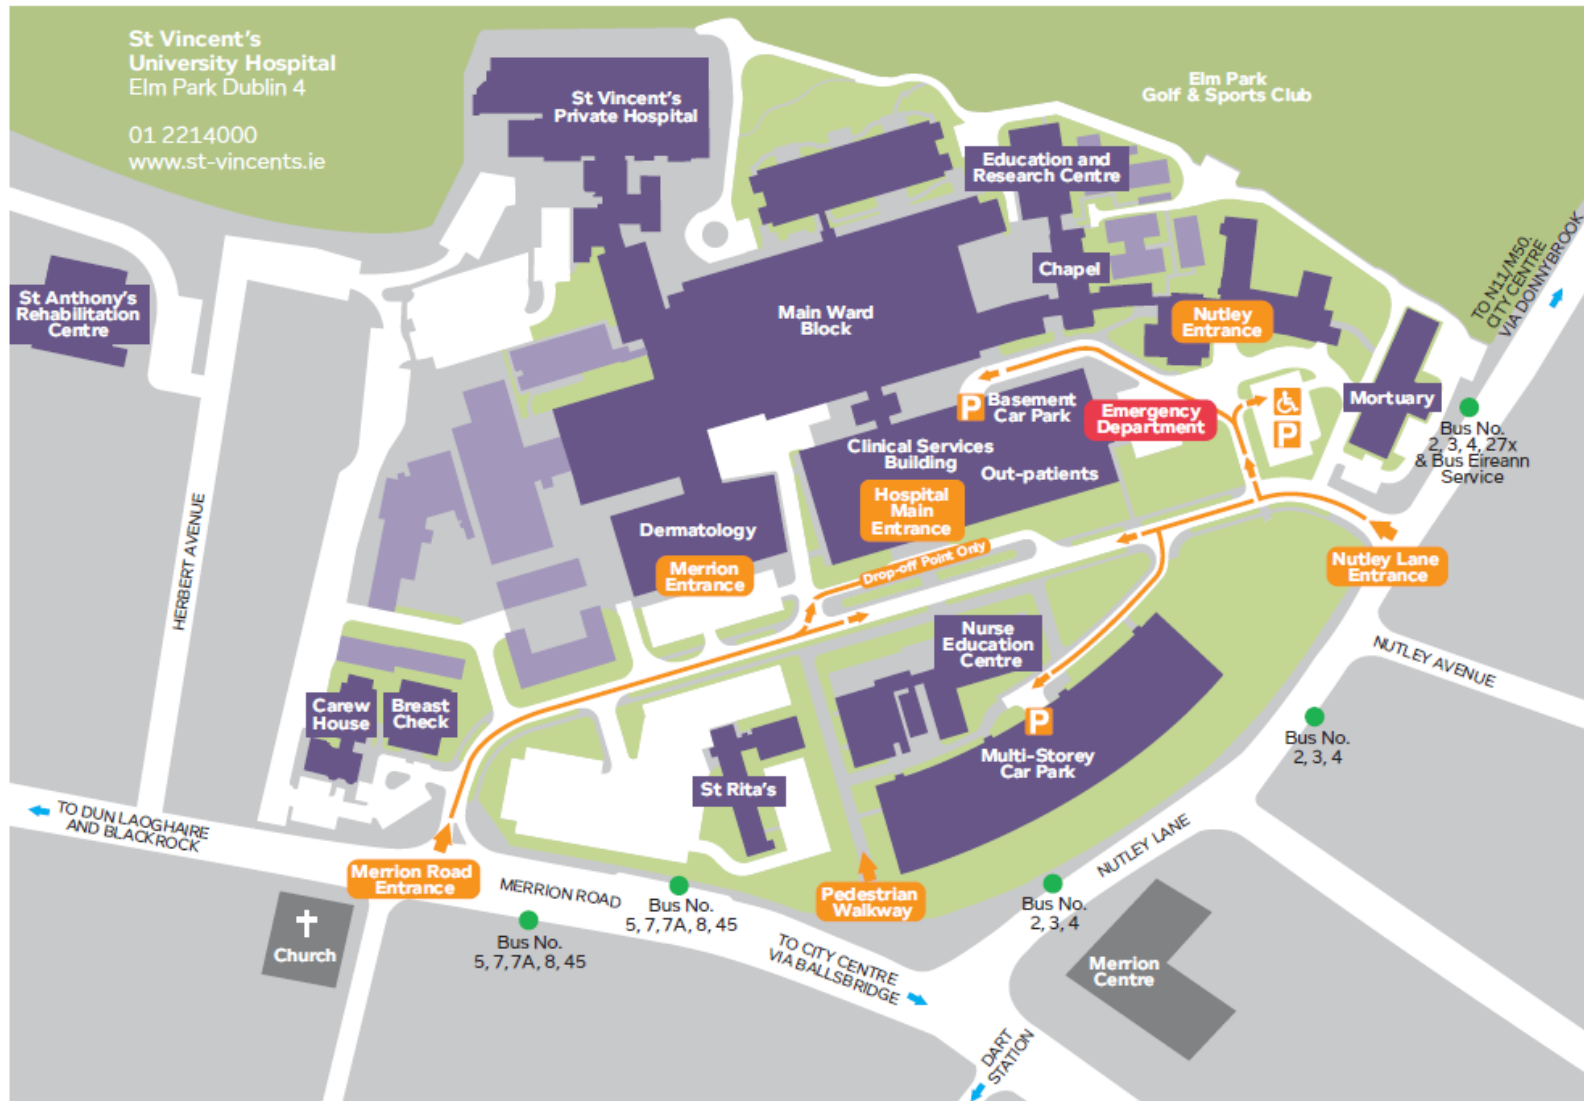 St Vincent's
University Hospital
Elm Park Dublin 4
01 2214000
www.st-vincents.ie
St Vincent's
Private Hospital
Elm Park
Golf & Sports Club
Education and
Research Centre
Chapel
St Anthony's
Rehabilitation
Centre
Main Ward
Block
Nutley
Entrance
TO N11/M50.
CITY CENTRE
VIA DONNYBROOK
P
Basement
Car Park
Emergency
Department
P
Mortuary
Bus No.
2, 3, 4, 27x
& Bus Eireann
Service
Clinical Services
Building
Out-patients
Hospital
Main
Entrance
Dermatology
Merrion
Entrance
Drop-off Point Only
Nutley Lane
Entrance
HERBERT AVENUE
Nurse
Education
Centre
NUTLEY AVENUE
Carew
House
Breast
Check
P
Multi-Storey
Car Park
Bus No.
2, 3, 4
St Rita's
TO DUN LAOGHAIRE
AND BLACKROCK
NUTLEY LANE
Merrion Road
Entrance
MERRION ROAD
Pedestrian
Walkway
Bus No.
5, 7, 7A, 8, 45
Bus No.
5, 7, 7A, 8, 45
Bus No.
2, 3, 4
Church
TO CITY CENTRE
VIA BALLSBRIDGE
Merrion
Centre
DART
STATION